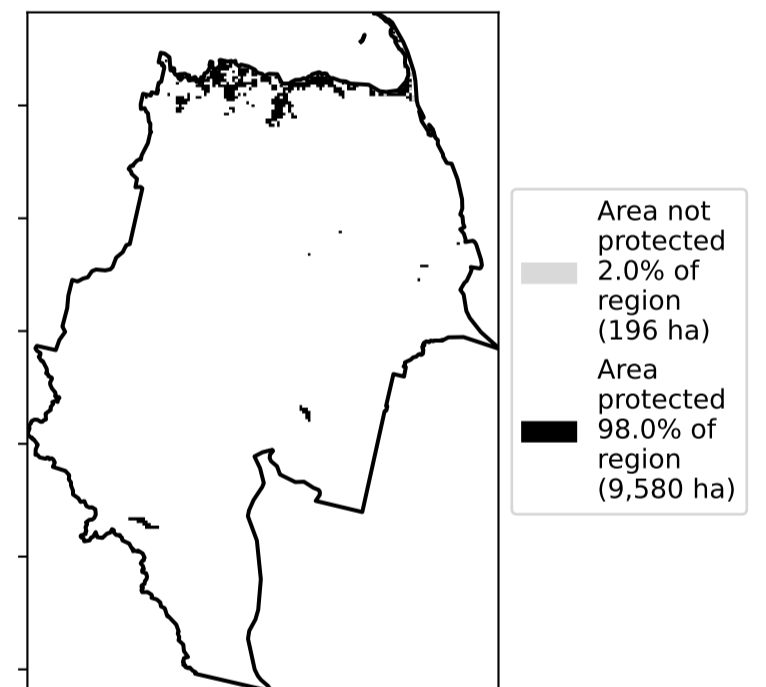 Area not
protected
2.0% of
region
(196 ha)
Area
protected
98.0% of
region
(9,580 ha)